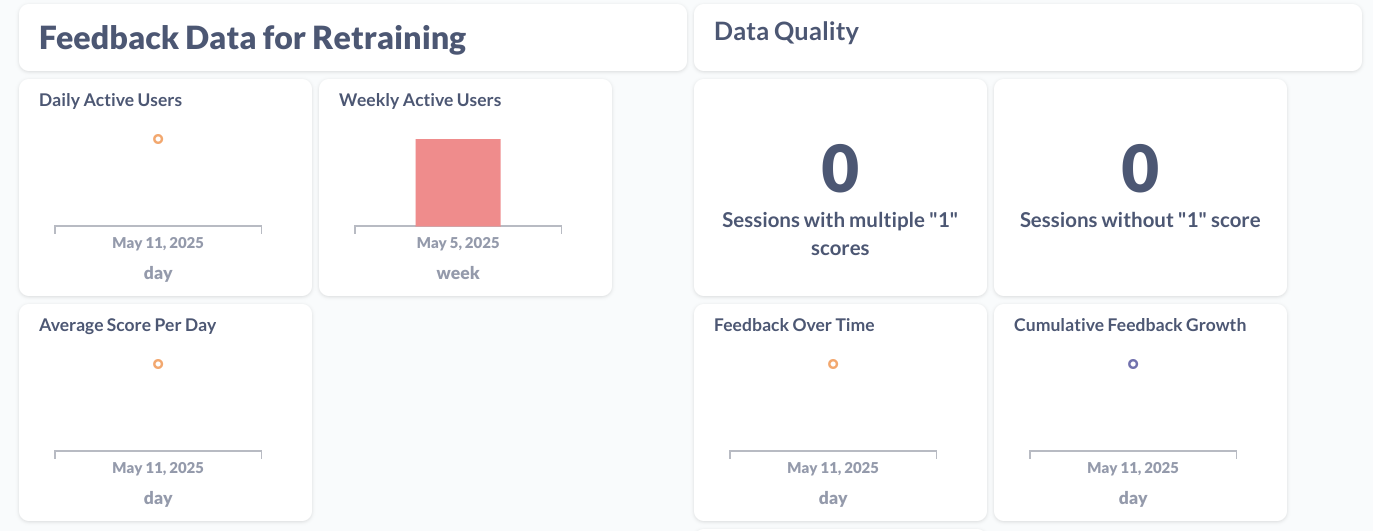 Feedback Data for Retraining
Data Quality
Daily Active Users
May 11, 2025
day
Weekly Active Users
May 5, 2025
week
0
Sessions with multiple "1"
scores
0
Sessions without "1" score
Average Score Per Day
May 11, 2025
day
Feedback Over Time
May 11, 2025
day
Cumulative Feedback Growth
May 11, 2025
day